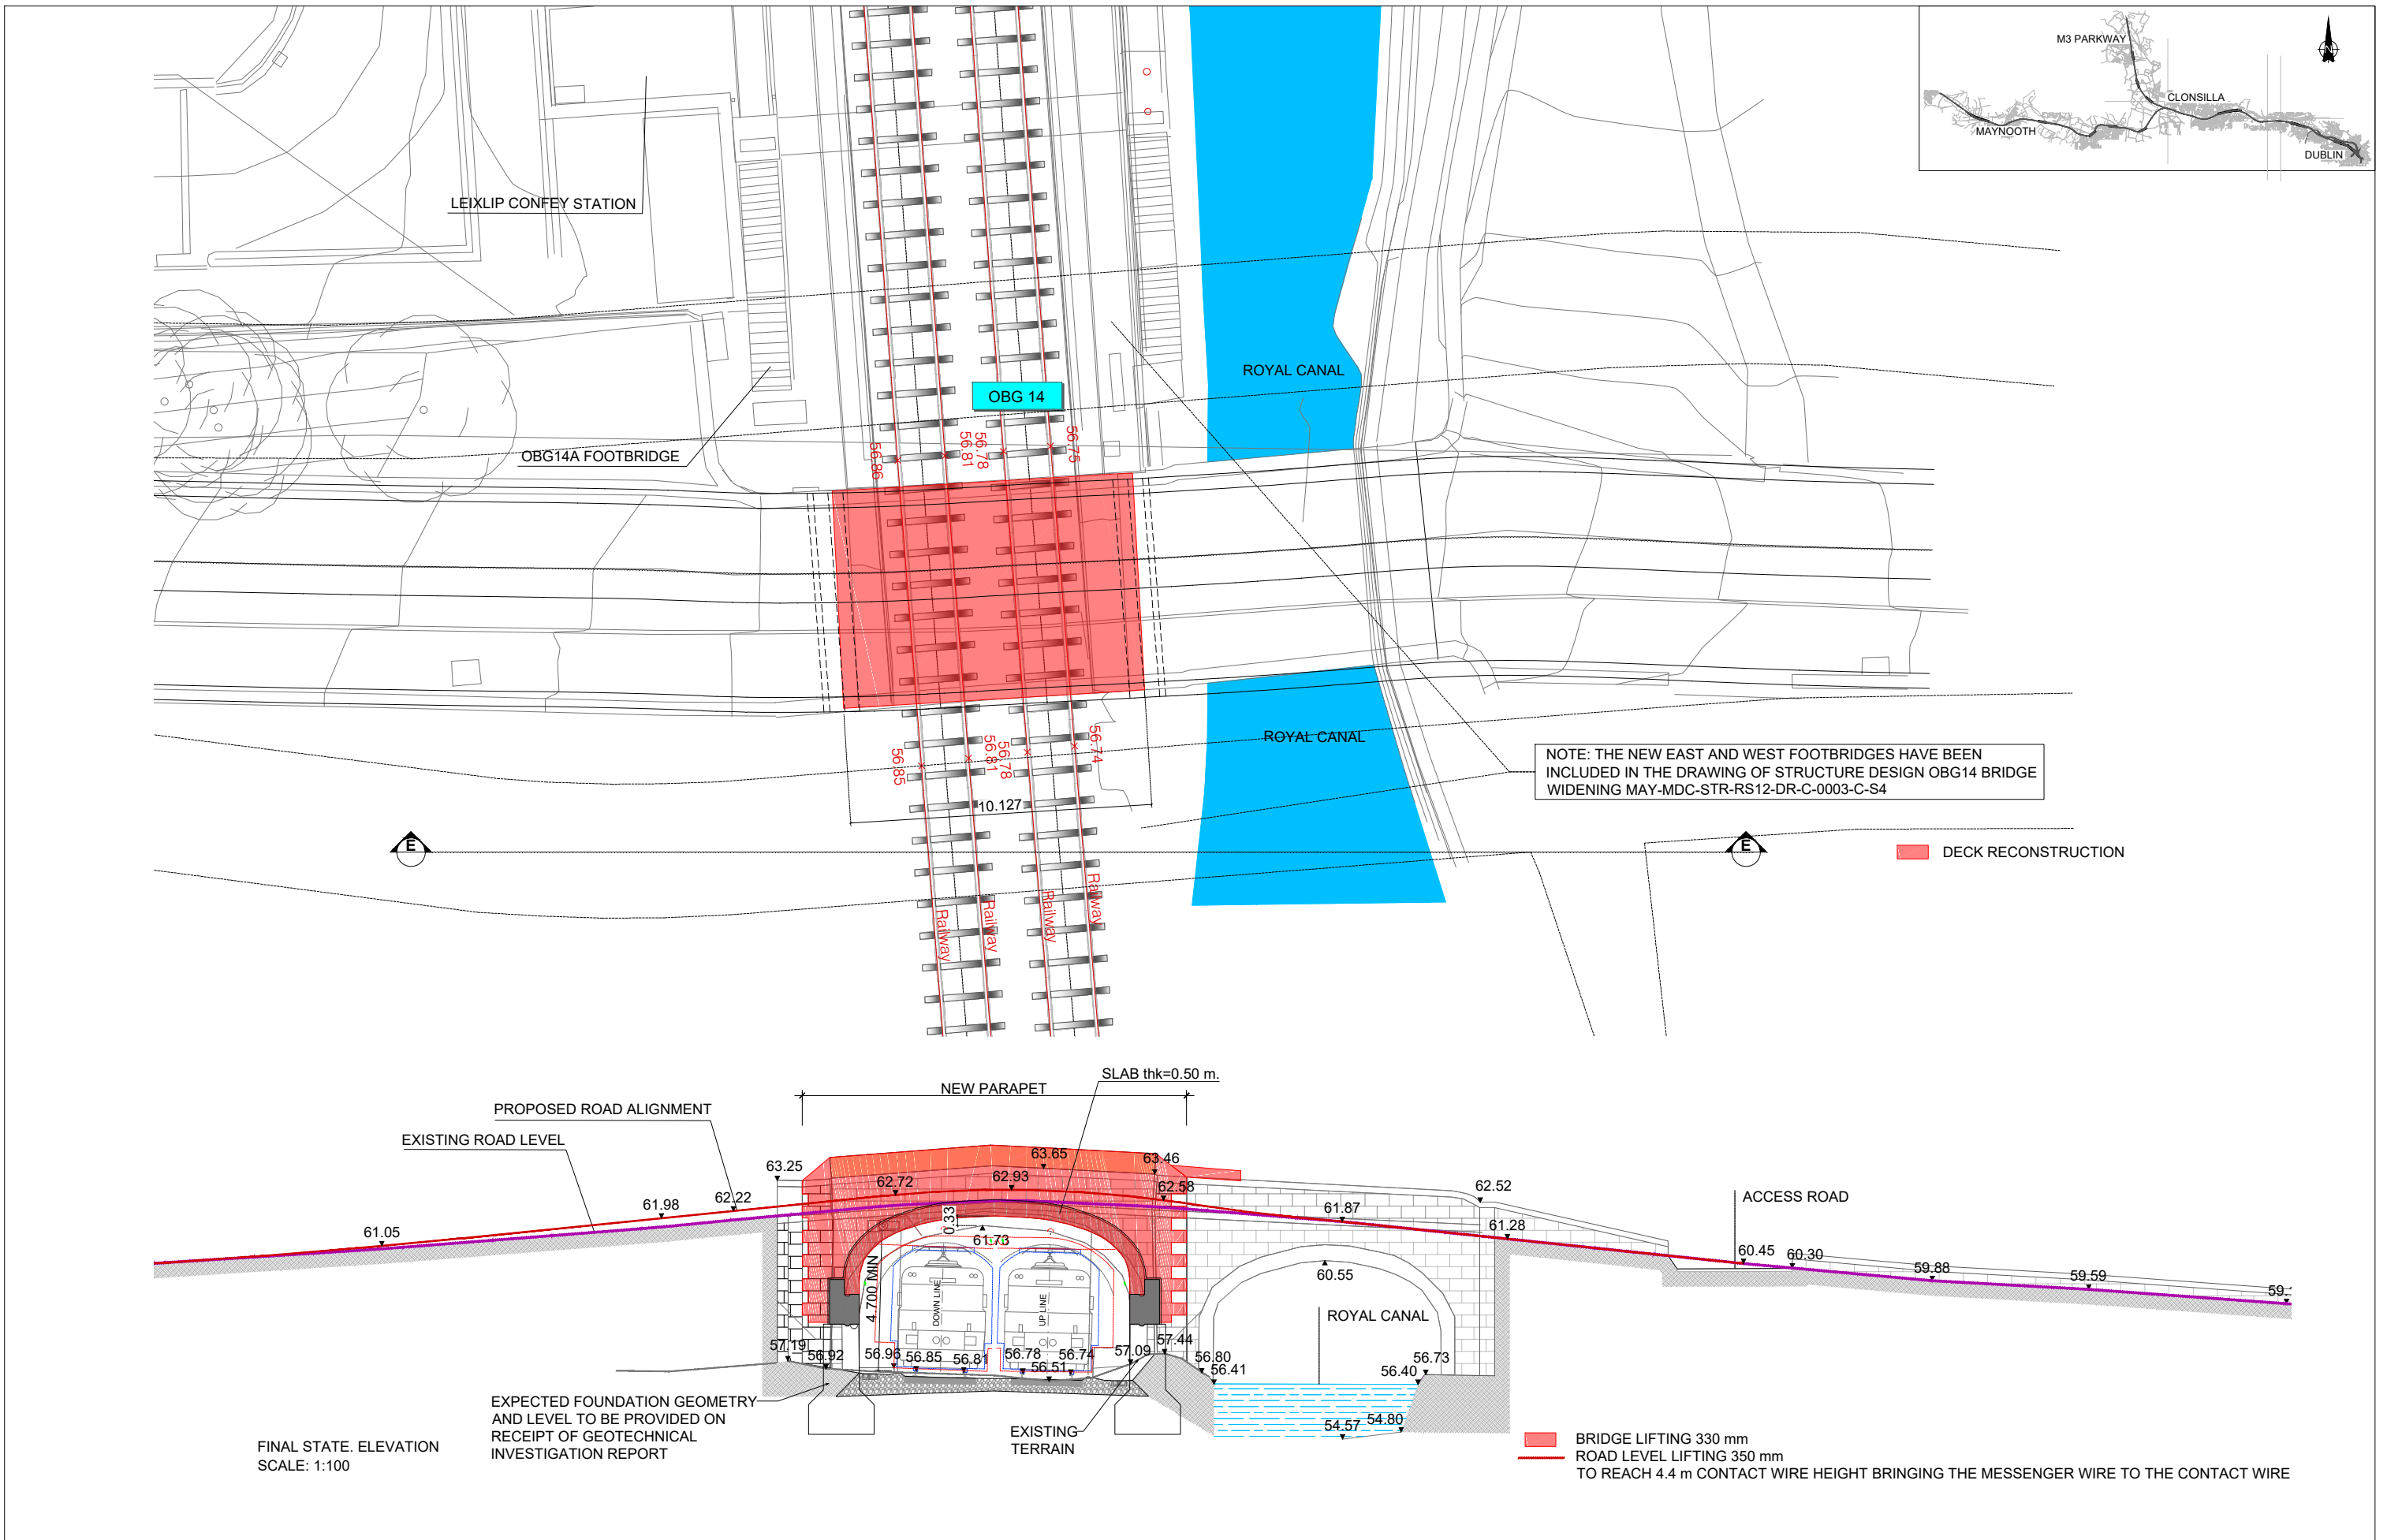 M3 PARKWAY
N
CLONSILLA
MAYNOOTH
DUBLIN
LEIXLIP CONFEY STATION
ROYAL CANAL
OBG 14
OBG14A FOOTBRIDGE
56.86
56.81
56.78
56.75
ROYAL CANAL
56.85
56.81
56.78
56.74
10.127
NOTE: THE NEW EAST AND WEST FOOTBRIDGES HAVE BEEN
INCLUDED IN THE DRAWING OF STRUCTURE DESIGN OBG14 BRIDGE
WIDENING MAY-MDC-STR-RS12-DR-C-0003-C-S4
E
E
DECK RECONSTRUCTION
Railway
Railway
Railway
Railway
SLAB thk=0.50 m.
NEW PARAPET
PROPOSED ROAD ALIGNMENT
EXISTING ROAD LEVEL
63.25
63.65
63.46
62.72
62.93
62.58
62.52
61.98
62.22
61.87
61.28
61.05
ACCESS ROAD
0.33
61.73
60.45
60.30
60.55
59.88
59.59
59.
4.700 MIN
DOWN LINE
UP LINE
ROYAL CANAL
57.19
56.92
56.96
56.85
56.81
56.78
56.51
56.74
57.09
57.44
56.80
56.41
56.40
56.73
54.57
54.80
EXPECTED FOUNDATION GEOMETRY
AND LEVEL TO BE PROVIDED ON
RECEIPT OF GEOTECHNICAL
INVESTIGATION REPORT
EXISTING
TERRAIN
FINAL STATE. ELEVATION
SCALE: 1:100
BRIDGE LIFTING 330 mm
ROAD LEVEL LIFTING 350 mm
TO REACH 4.4 m CONTACT WIRE HEIGHT BRINGING THE MESSENGER WIRE TO THE CONTACT WIRE